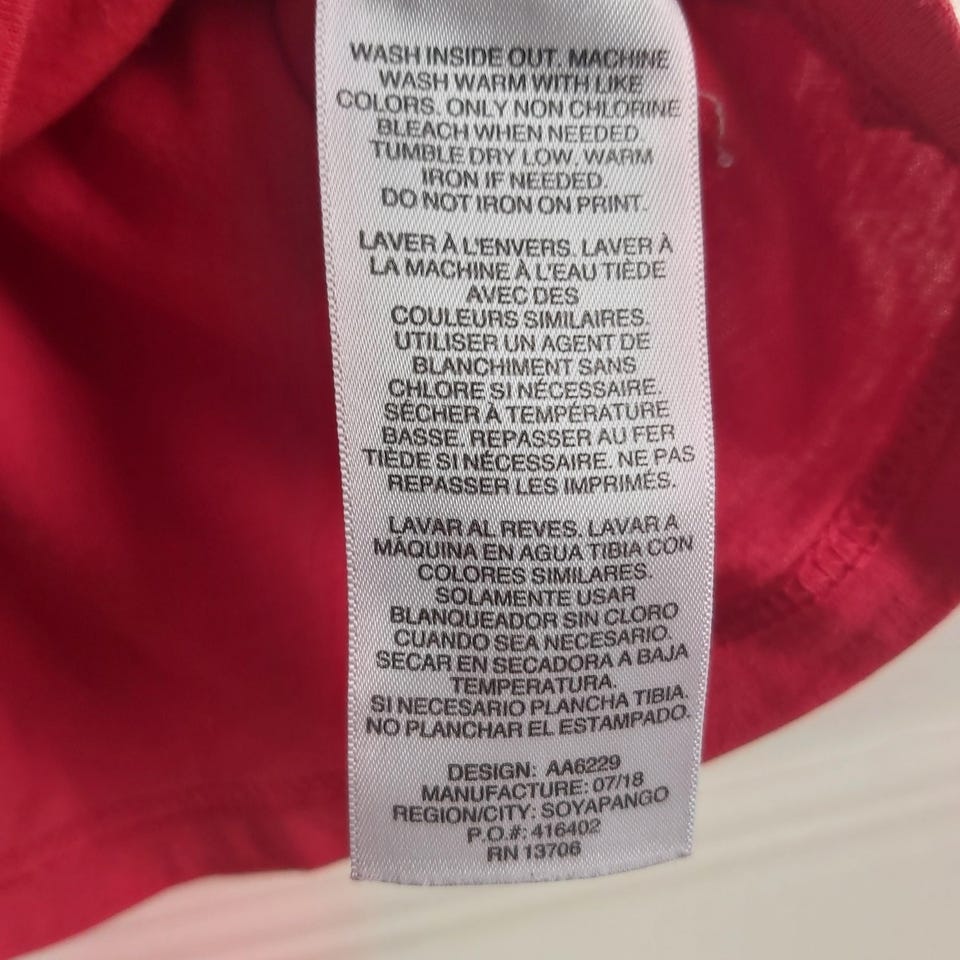 WASH INSIDE OUT. MACHINE
WASH WARM WITH LIKE
COLORS. ONLY NON CHLORINE
BLEACH WHEN NEEDED
TUMBLE DRY LOW. WARM
IRON IF NEEDED.
DO NOT IRON ON PRINT.
LAVER À L'ENVERS. LAVER À
LA MACHINE À L'EAU TIÈDE
AVEC DES
COULEURS SIMILAIRES.
UTILISER UN AGENT DE
BLANCHIMENT SANS
CHLORE SI NÉCESSAIRE.
SÉCHER À TEMPÉRATURE
BASSE. REPASSER AU FER
TIÈDE SI NÉCESSAIRE. NE PAS
REPASSER LES IMPRIMÉS.
LAVAR AL REVES. LAVAR A
MÁQUINA EN AGUA TIBIA CON
COLORES SIMILARES.
SOLAMENTE USAR
BLANQUEADOR SIN CLORO
CUANDO SEA NECESARIO.
SECAR EN SECADORA A BAJA
TEMPERATURA.
SI NECESARIO PLANCHA TIBIA.
NO PLANCHAR EL ESTAMPADO.
DESIGN: AA6229
MANUFACTURE: 07/18
REGION/CITY: SOYAPANGO
P.O.#: 416402
RN 13706